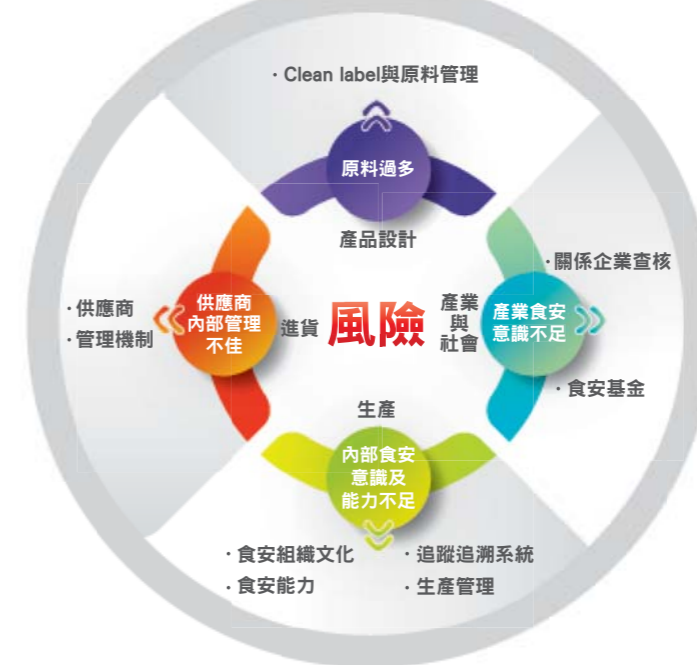 · Clean label與原料管理
原料過多
產品設計
· 供應商
· 管理機制
供應商
內部管理
不佳
進貨
風險
產業
與
社會
產業食安
意識不足
· 關係企業查核
· 食安基金
生產
內部食安
意識及
能力不足
· 食安組織文化
· 食安能力
· 追蹤追溯系統
· 生產管理